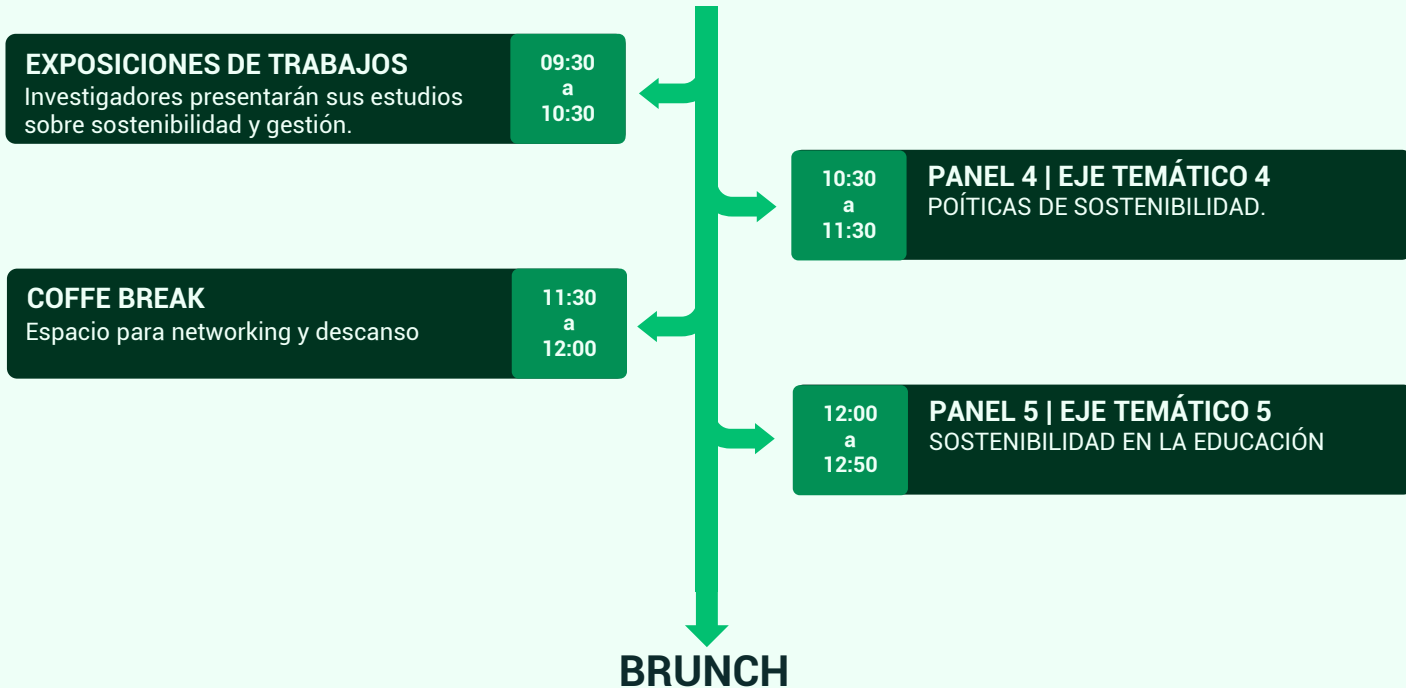 EXPOSICIONES DE TRABAJOS
Investigadores presentarán sus estudios
sobre sostenibilidad y gestión.
09:30
a
10:30
10:30
a
11:30
PANEL 4 | EJE TEMÁTICO 4
POÍTICAS DE SOSTENIBILIDAD.
COFFE BREAK
Espacio para networking y descanso
11:30
a
12:00
12:00
a
12:50
PANEL 5 | EJE TEMÁTICO 5
SOSTENIBILIDAD EN LA EDUCACIÓN
BRUNCH